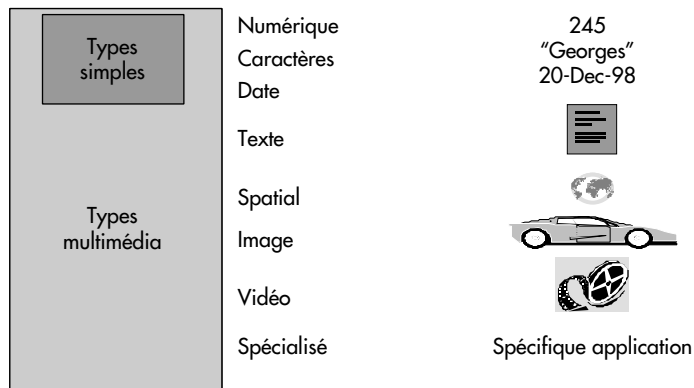 Types
simples
Types
multimédia
Numérique
Caractères
Date
Texte
Spatial
Image
Vidéo
Spécialisé
245
“Georges”
20-Dec-98
Spécifique application